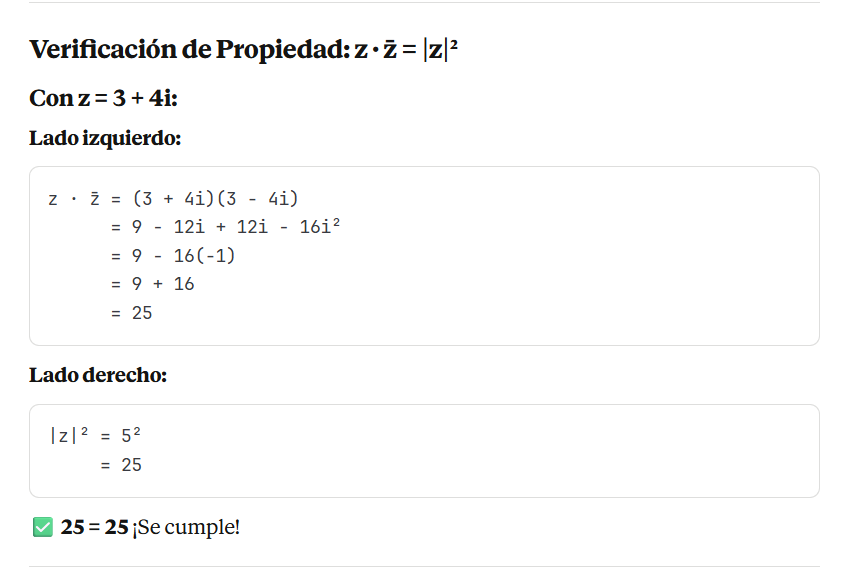 Verificación de Propiedad: z · z̄ = |z|²
Con z = 3 + 4i:
Lado izquierdo:
z · z̄ = (3 + 4i)(3 - 4i)
= 9 - 12i + 12i - 16i²
= 9 - 16(-1)
= 9 + 16
= 25
Lado derecho:
|z|² = 5²
= 25
✅ 25 = 25 ¡Se cumple!